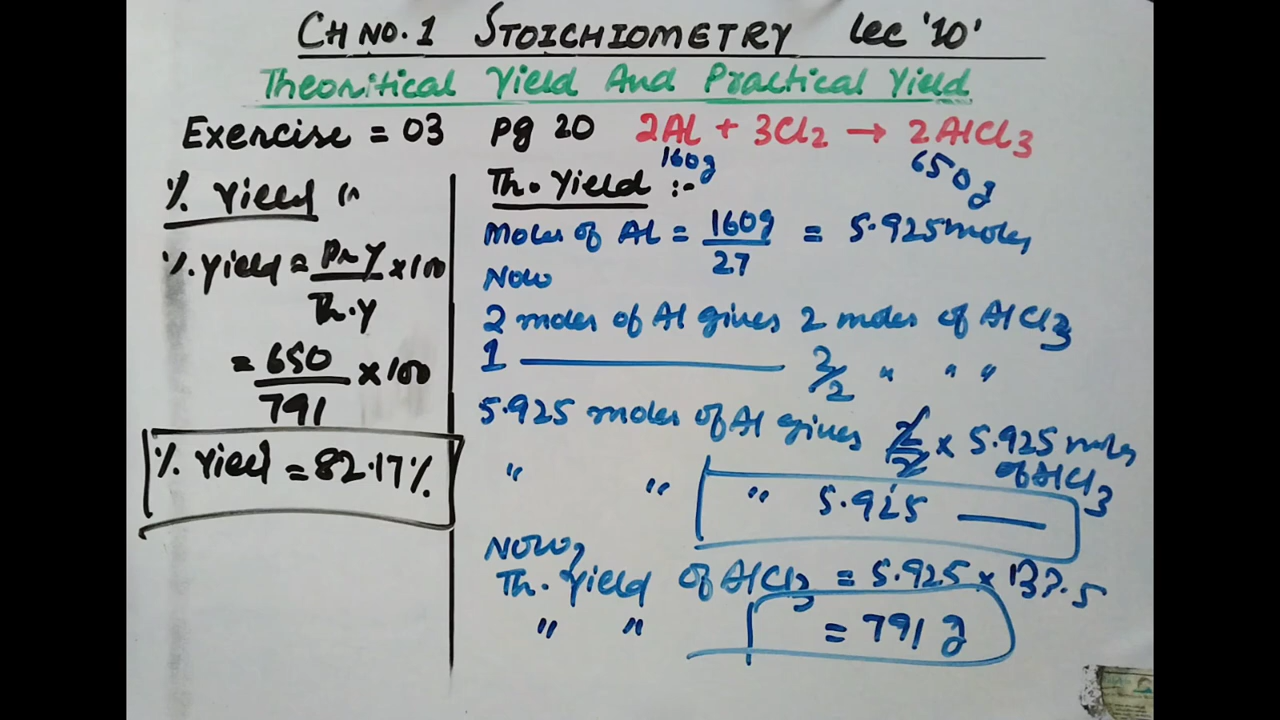 CH NO. 1 STOICHIOMETRY Lec '10'
Theoritical Yield And Practical Yield
Exercise = 03 pg 20 2Al + 3Cl2 → 2AlCl3
160g 650g
% Yield
% Yield = Pr Y / Th. Y × 100
= 650 / 791 × 100
% Yield = 82.17%
Th. Yield :-
Moles of Al = 160g / 27 = 5.925 moles
Now
2 moles of Al gives 2 moles of AlCl3
1 —— 2/2 " " "
5.925 moles of Al gives 2/2 × 5.925 moles of AlCl3
" " " 5.925 ——
Now,
Th. Yield of AlCl3 = 5.925 × 133.5
" " = 791 g